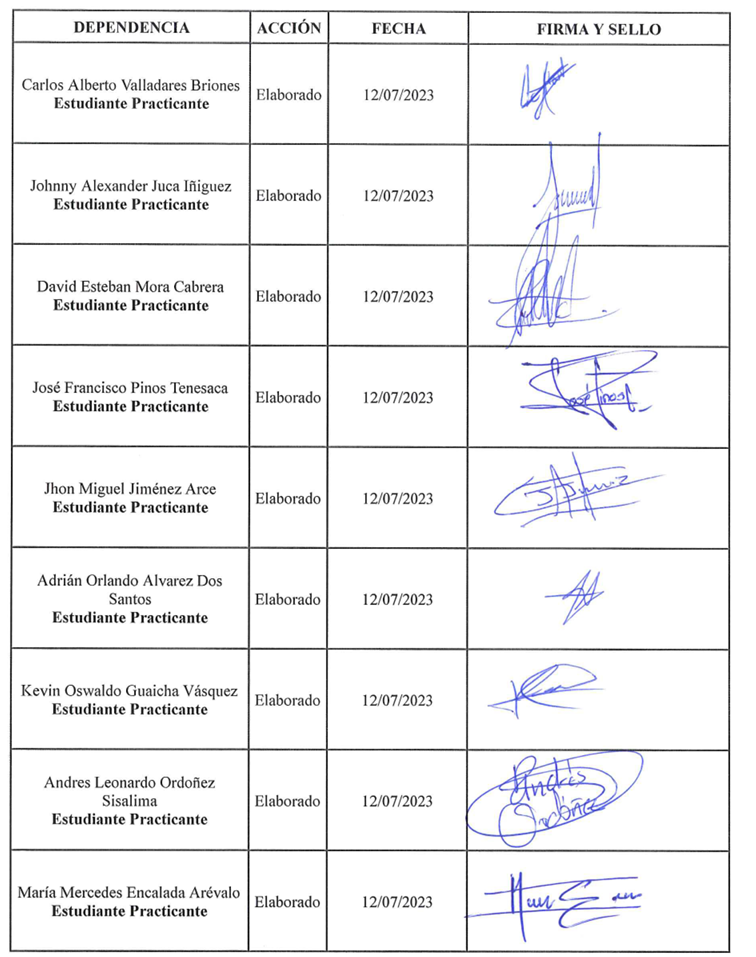 DEPENDENCIA ACCIÓN FECHA FIRMA Y SELLO
Carlos Alberto Valladares Briones
Estudiante Practicante
Elaborado
12/07/2023
Johnny Alexander Juca Iñiguez
Estudiante Practicante
Elaborado
12/07/2023
David Esteban Mora Cabrera
Estudiante Practicante
Elaborado
12/07/2023
José Francisco Pinos Tenesaca
Estudiante Practicante
Elaborado
12/07/2023
José Pinos
Jhon Miguel Jiménez Arce
Estudiante Practicante
Elaborado
12/07/2023
Adrián Orlando Alvarez Dos
Santos
Estudiante Practicante
Elaborado
12/07/2023
Kevin Oswaldo Guaicha Vásquez
Estudiante Practicante
Elaborado
12/07/2023
Andres Leonardo Ordoñez
Sisalima
Estudiante Practicante
Elaborado
12/07/2023
Andrés
Ordóñez
María Mercedes Encalada Arévalo
Estudiante Practicante
Elaborado
12/07/2023